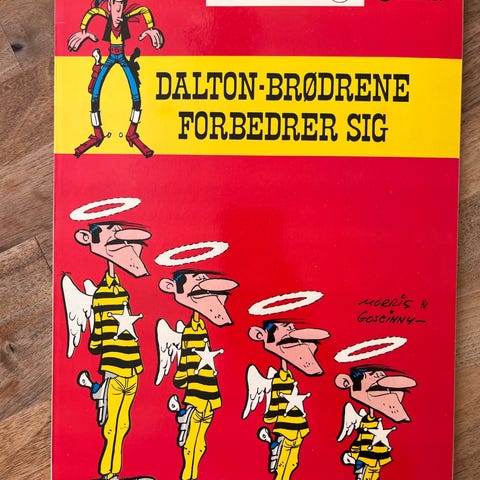 DALTON-BRØDRENE
FORBEDRER SIG
MORRIS &
GOSCINNY